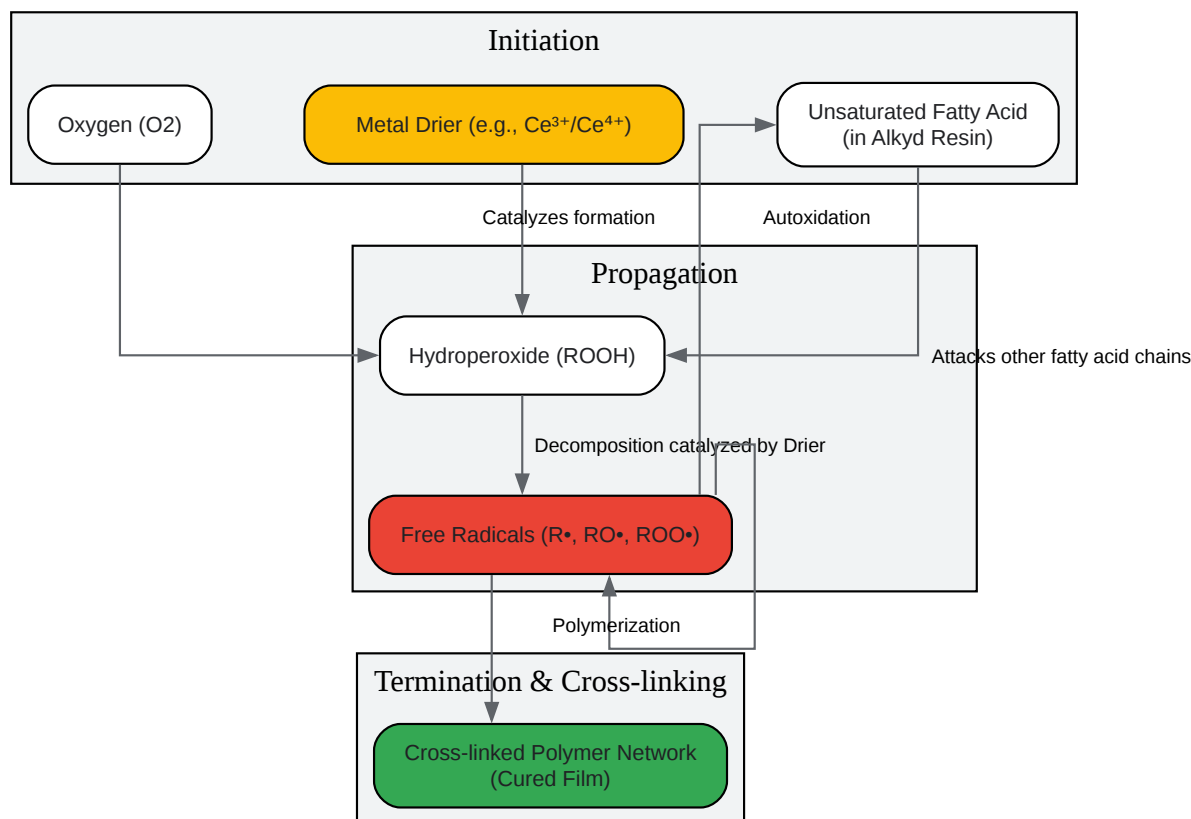 Initiation
Oxygen (O2)
Metal Drier (e.g., Ce³⁺/Ce⁴⁺)
Unsaturated Fatty Acid
(in Alkyd Resin)
Catalyzes formation
Autoxidation
Propagation
Hydroperoxide (ROOH)
Attacks other fatty acid chains
Decomposition catalyzed by Drier
Free Radicals (R•, RO•, ROO•)
Polymerization
Termination & Cross-linking
Cross-linked Polymer Network
(Cured Film)